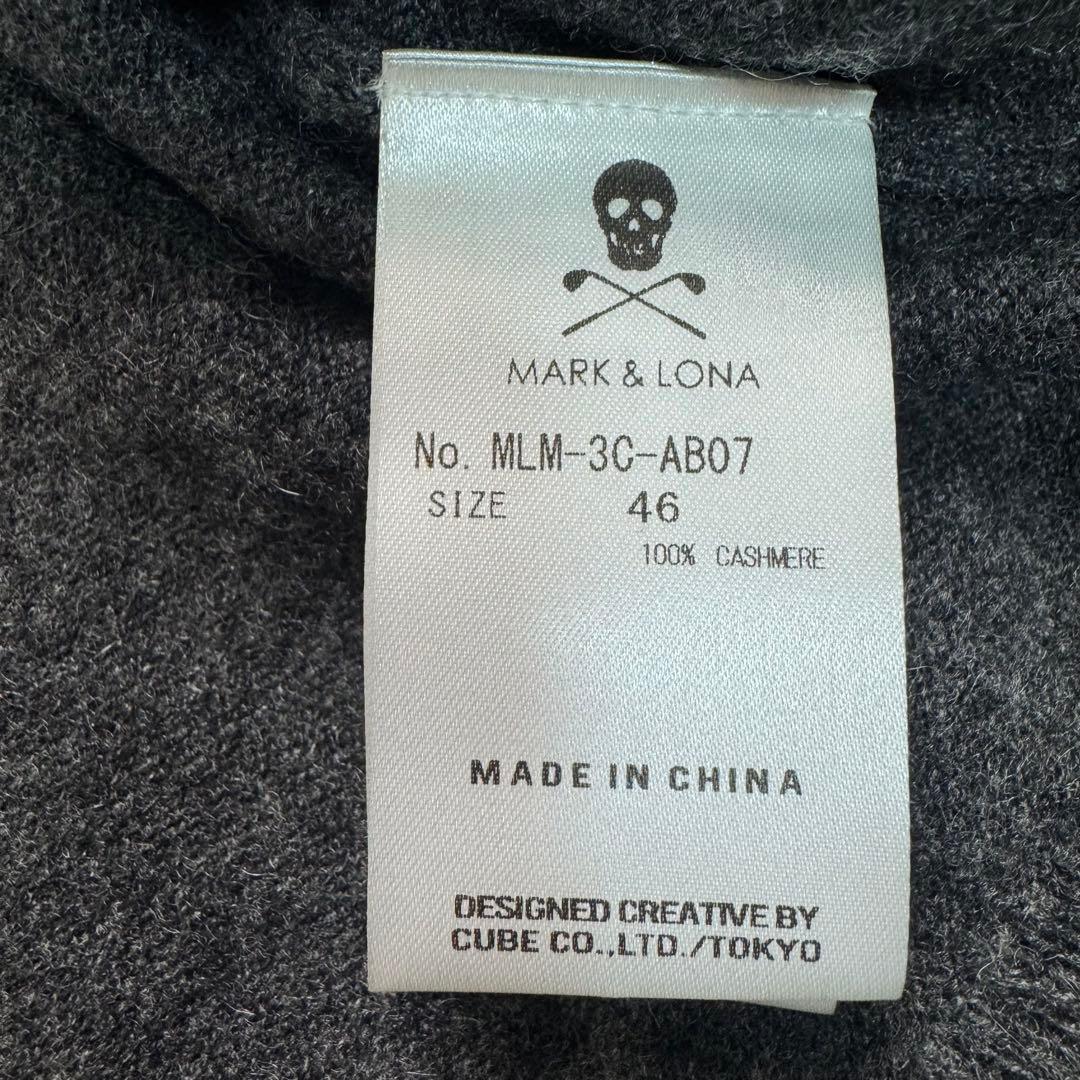 MARK & LONA
No. MLM-3C-AB07
SIZE 46
100% CASHMERE
MADE IN CHINA
DESIGNED CREATIVE BY
CUBE CO.,LTD./TOKYO